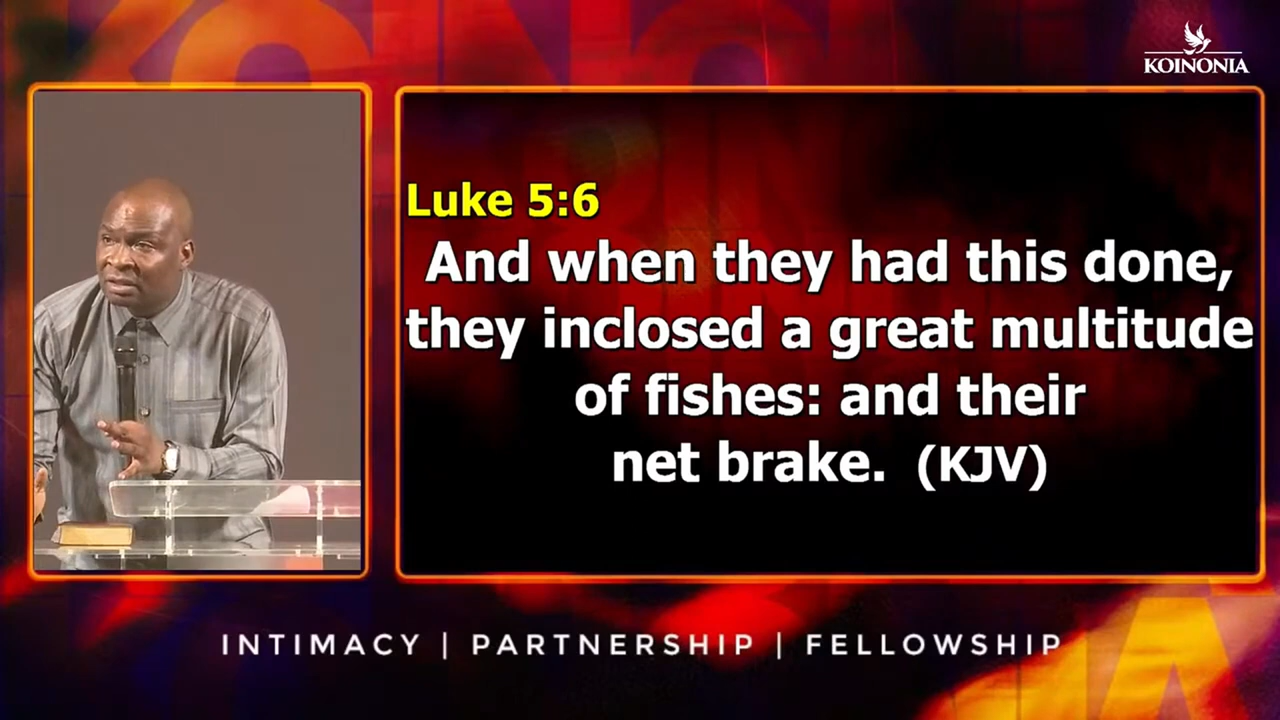 KOINONIA
Luke 5:6
And when they had this done,
they inclosed a great multitude
of fishes: and their
net brake. (KJV)
INTIMACY | PARTNERSHIP | FELLOWSHIP